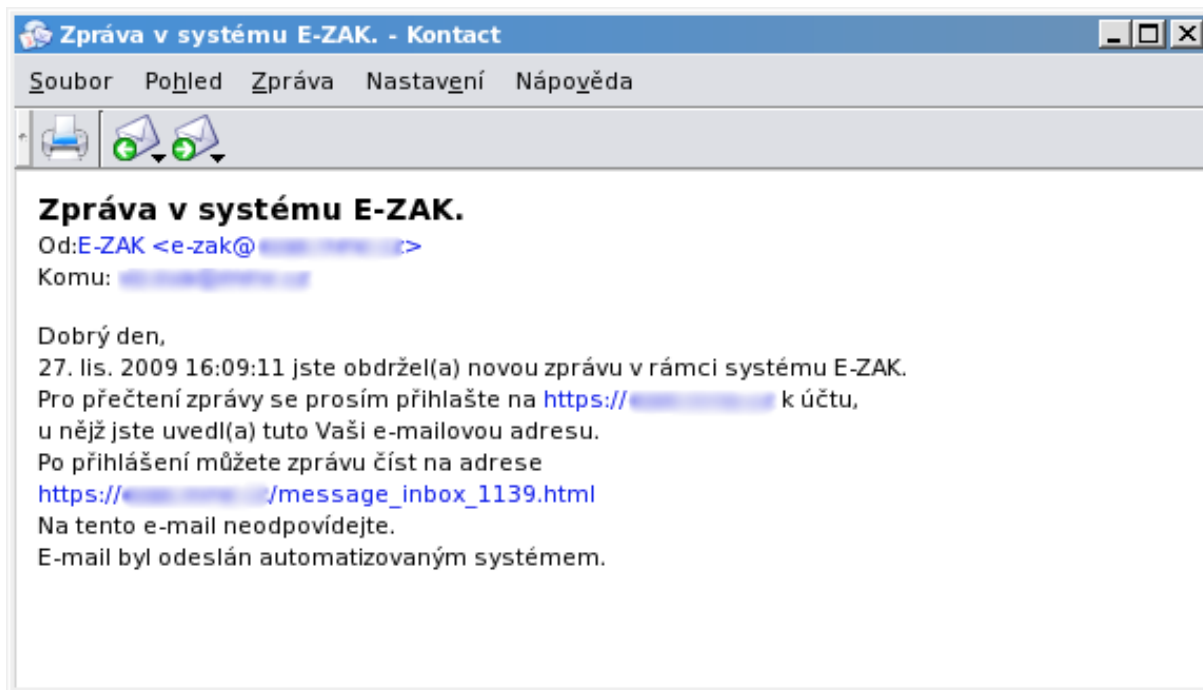 Zpráva v systému E-ZAK. - Kontact
Soubor Pohled Zpráva Nastavení Nápověda
Zpráva v systému E-ZAK.
Od:E-ZAK <e-zak@ >
Komu:
Dobrý den,
27. lis. 2009 16:09:11 jste obdržel(a) novou zprávu v rámci systému E-ZAK.
Pro přečtení zprávy se prosím přihlašte na https:// k účtu,
u nějž jste uvedl(a) tuto Vaši e-mailovou adresu.
Po přihlášení můžete zprávu číst na adrese
https:// /message_inbox_1139.html
Na tento e-mail neodpovídejte.
E-mail byl odeslán automatizovaným systémem.